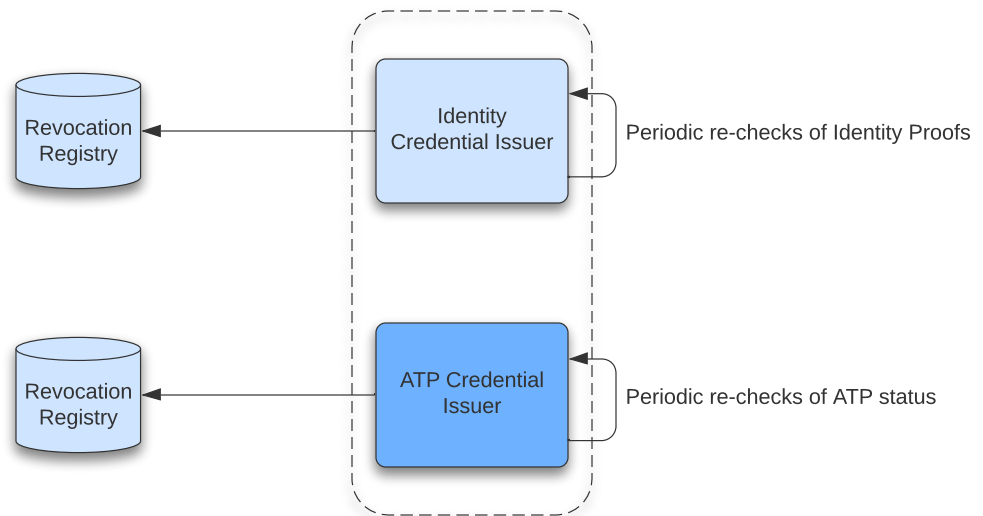 Revocation
Registry
Identity
Credential Issuer
Periodic re-checks of Identity Proofs
Revocation
Registry
ATP Credential
Issuer
Periodic re-checks of ATP status